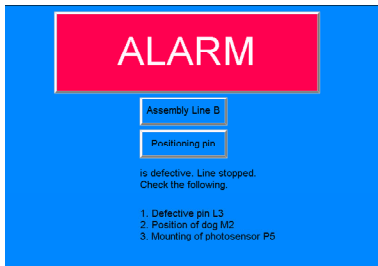 ALARM
Assembly Line B
Positioning pin
is defective. Line stopped.
Check the following.
1. Defective pin L3
2. Position of dog M2
3. Mounting of photosensor P5